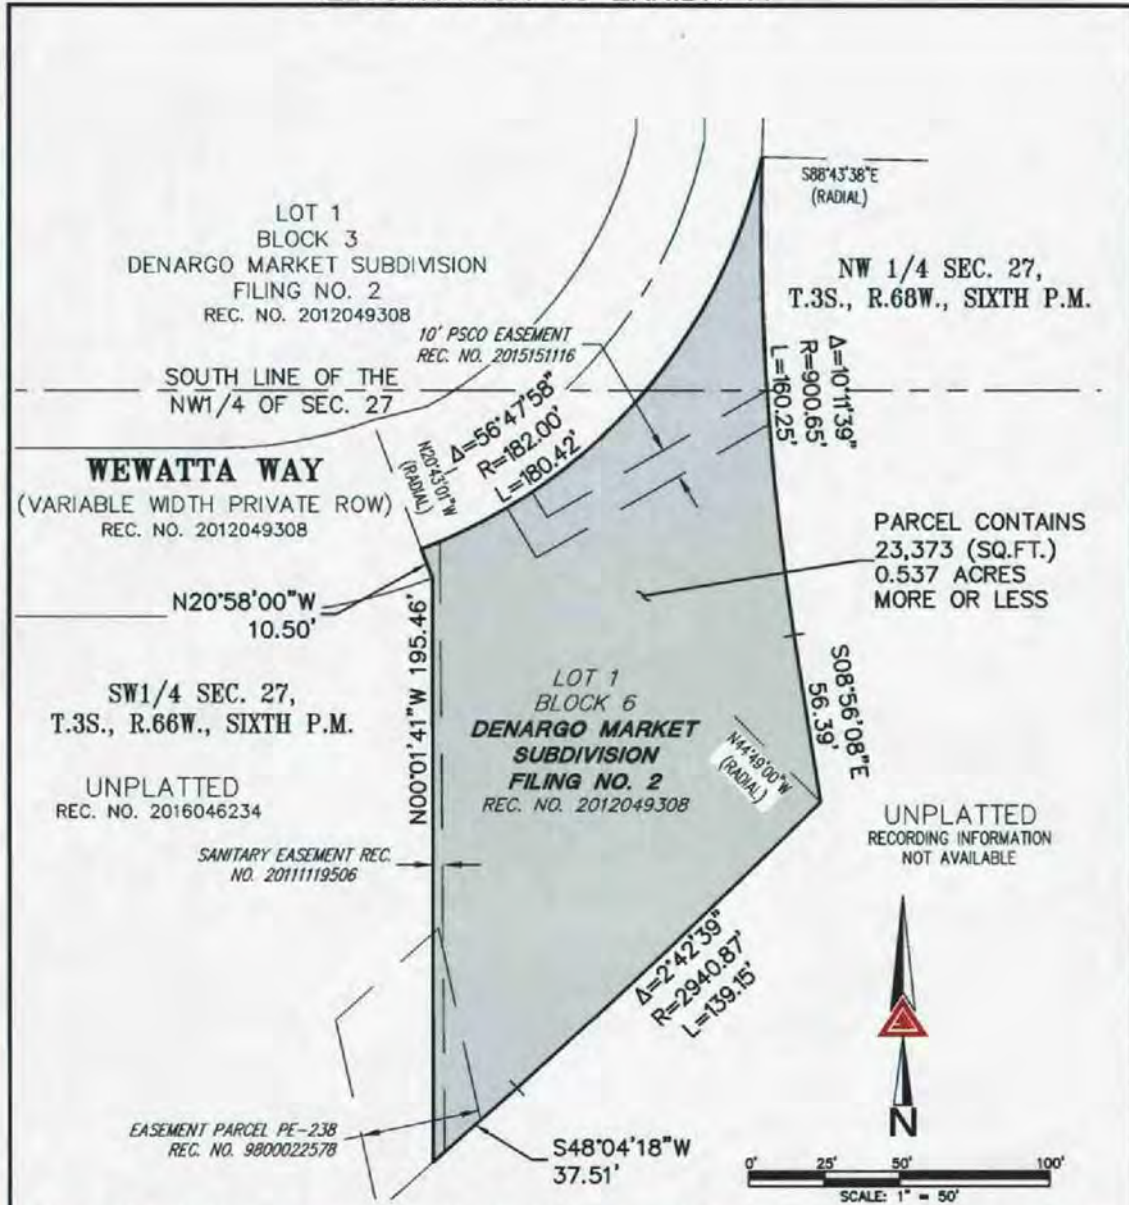 S88°43'38"E
(RADIAL)
LOT 1
BLOCK 3
DENARGO MARKET SUBDIVISION
FILING NO. 2
REC. NO. 2012049308
NW 1/4 SEC. 27,
T.3S., R.68W., SIXTH P.M.
10' PSCO EASEMENT
REC. NO. 2015151116
SOUTH LINE OF THE
NW1/4 OF SEC. 27
Δ=10°11'39"
R=900.65'
L=160.25'
Δ=56°47'58"
R=182.00'
L=180.42'
N20°43'01"W
(RADIAL)
WEWATTA WAY
(VARIABLE WIDTH PRIVATE ROW)
REC. NO. 2012049308
PARCEL CONTAINS
23,373 (SQ.FT.)
0.537 ACRES
MORE OR LESS
N20°58'00"W
10.50'
N00°01'41"W 195.46'
S08°56'08"E
56.39'
SW1/4 SEC. 27,
T.3S., R.66W., SIXTH P.M.
LOT 1
BLOCK 6
DENARGO MARKET
SUBDIVISION
FILING NO. 2
REC. NO. 2012049308
N44°49'00"W
(RADIAL)
UNPLATTED
REC. NO. 2016046234
UNPLATTED
RECORDING INFORMATION
NOT AVAILABLE
SANITARY EASEMENT REC.
NO. 20111119506
Δ=2°42'39"
R=2940.87'
L=139.15'
EASEMENT PARCEL PE-238
REC. NO. 9800022578
S48°04'18"W
37.51'
N
0' 25' 50' 100'
SCALE: 1" = 50'